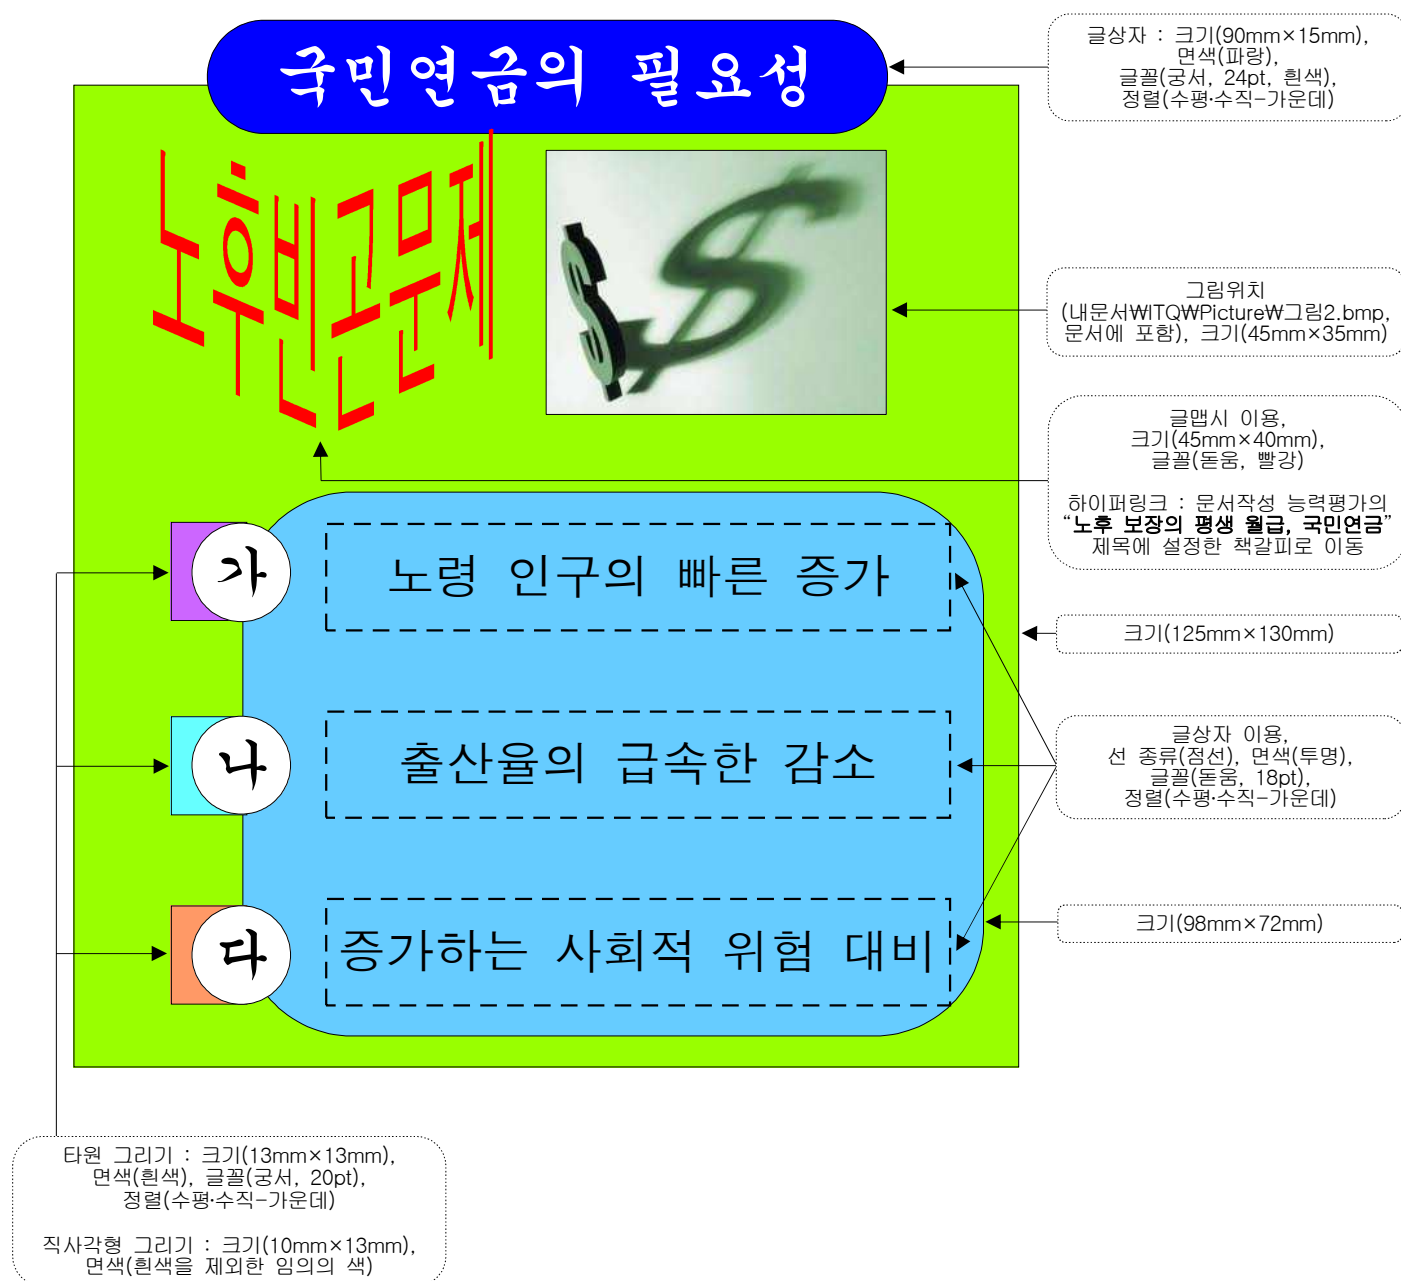 국민연금의 필요성
글상자 : 크기(90mm×15mm),
면색(파랑),
글꼴(궁서, 24pt, 흰색),
정렬(수평·수직-가운데)
노후빈곤문제
그림위치
(내문서₩ITQ₩Picture₩그림2.bmp,
문서에 포함), 크기(45mm×35mm)
글맵시 이용,
크기(45mm×40mm),
글꼴(돋움, 빨강)
하이퍼링크 : 문서작성 능력평가의
“노후 보장의 평생 월급, 국민연금”
제목에 설정한 책갈피로 이동
가
노령 인구의 빠른 증가
크기(125mm×130mm)
나
출산율의 급속한 감소
글상자 이용,
선 종류(점선), 면색(투명),
글꼴(돋움, 18pt),
정렬(수평·수직-가운데)
다
증가하는 사회적 위험 대비
크기(98mm×72mm)
타원 그리기 : 크기(13mm×13mm),
면색(흰색), 글꼴(궁서, 20pt),
정렬(수평·수직-가운데)
직사각형 그리기 : 크기(10mm×13mm),
면색(흰색을 제외한 임의의 색)